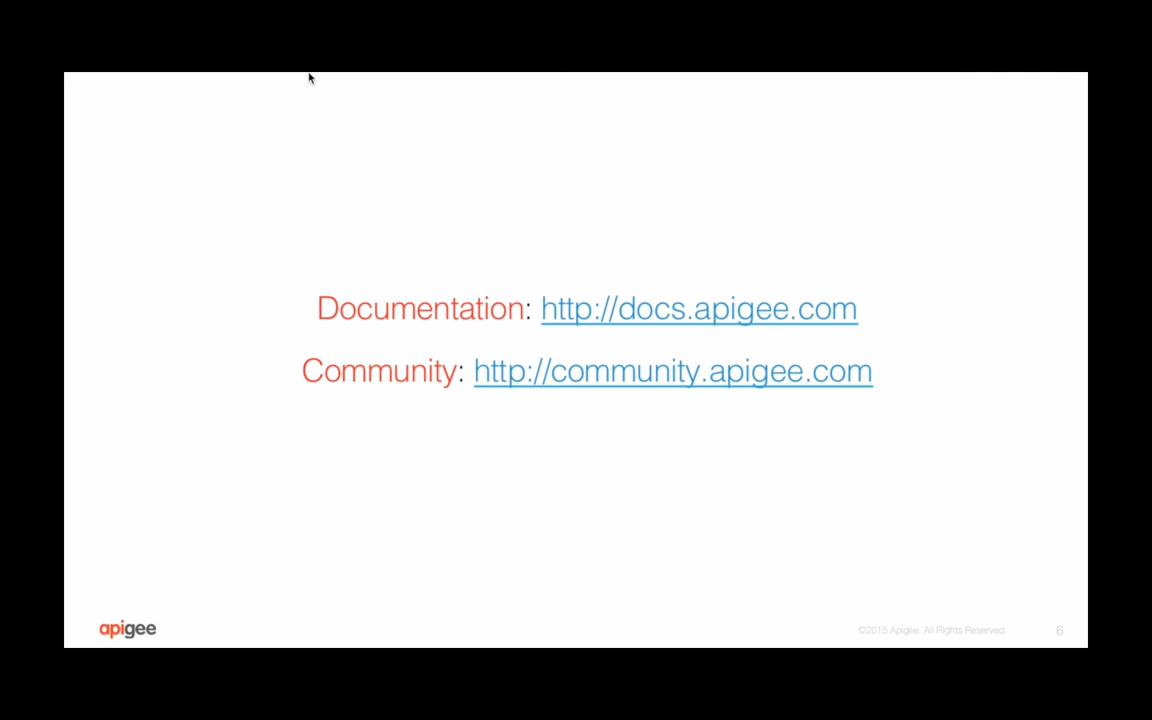 Documentation: http://docs.apigee.com
Community: http://community.apigee.com
apigee
©2015 Apigee. All Rights Reserved.
6